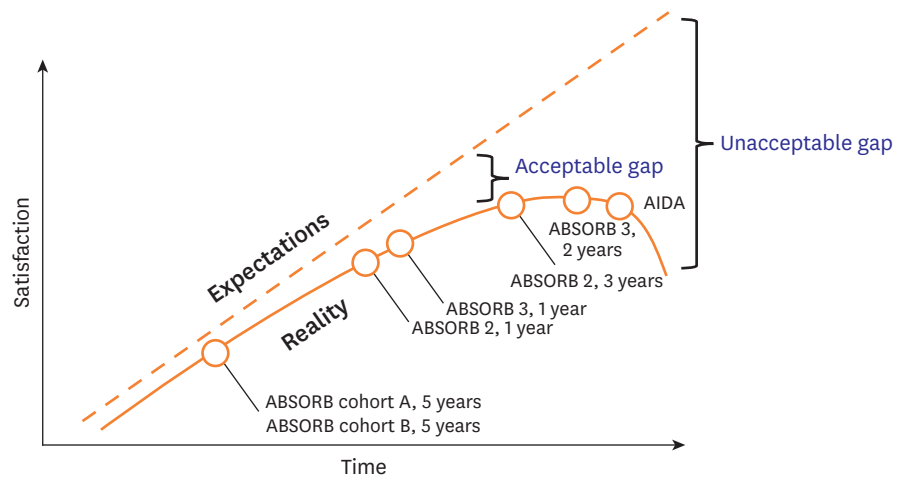 Unacceptable gap
Acceptable gap
AIDA
ABSORB 3,
2 years
ABSORB 2, 3 years
ABSORB 3, 1 year
ABSORB 2, 1 year
Expectations
Reality
Satisfaction
ABSORB cohort A, 5 years
ABSORB cohort B, 5 years
Time